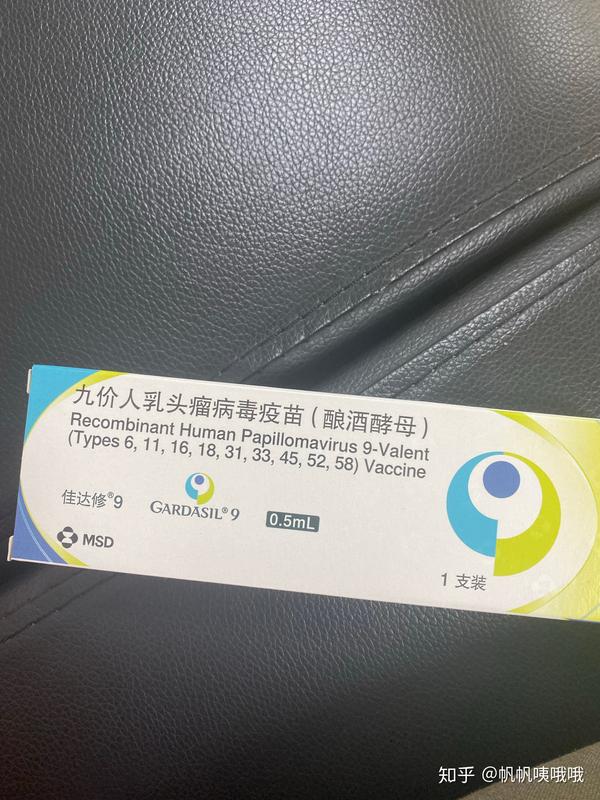 九价人乳头瘤病毒疫苗（酿酒酵母）
Recombinant Human Papillomavirus 9-Valent
(Types 6, 11, 16, 18, 31, 33, 45, 52, 58) Vaccine
佳达修®9
GARDASIL®9
0.5mL
MSD
1 支装
知乎 @帆帆咦哦哦